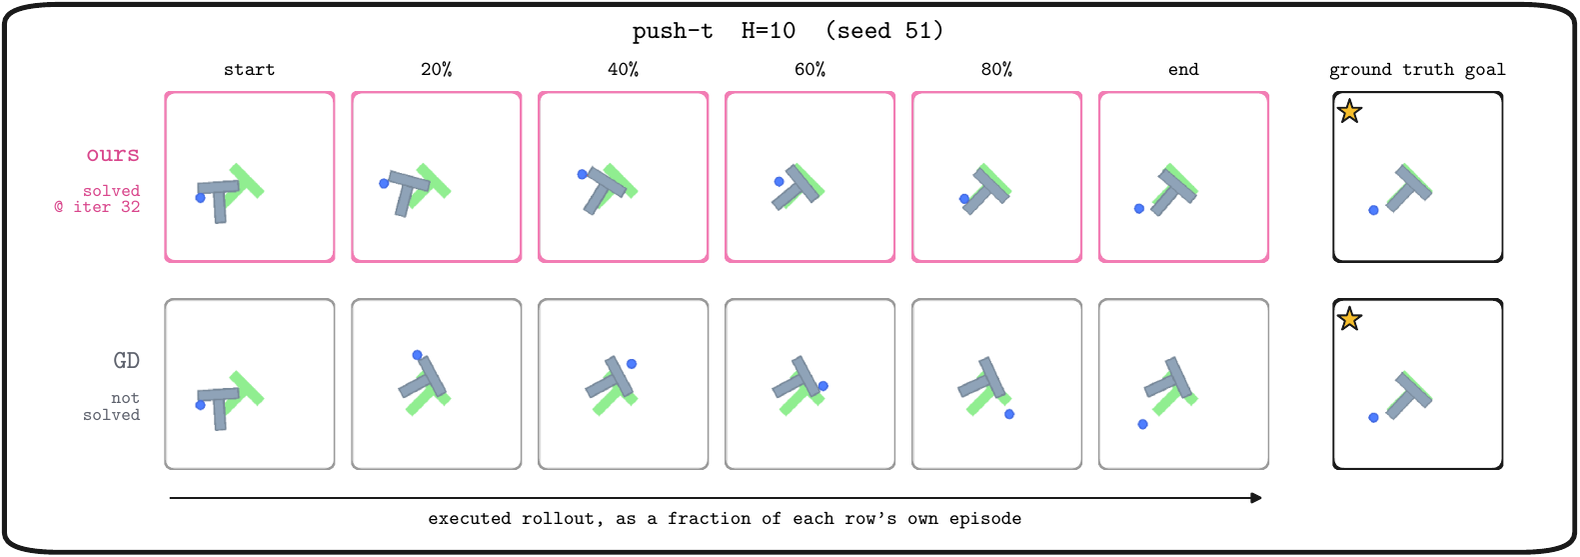 push-t  H=10  (seed 51)
start 20% 40% 60% 80% end ground truth goal
ours
solved
@ iter 32
GD
not
solved
executed rollout, as a fraction of each row's own episode